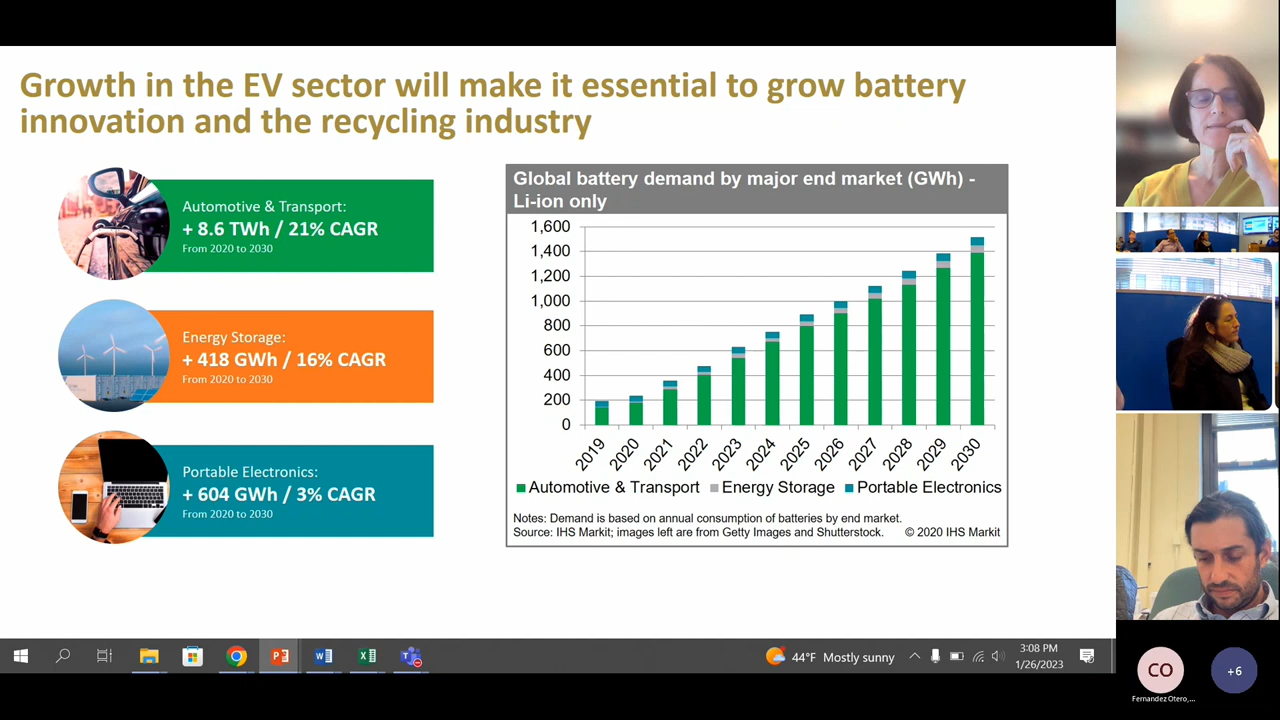 Growth in the EV sector will make it essential to grow battery
innovation and the recycling industry
Automotive & Transport:
+ 8.6 TWh / 21% CAGR
From 2020 to 2030
Energy Storage:
+ 418 GWh / 16% CAGR
From 2020 to 2030
Portable Electronics:
+ 604 GWh / 3% CAGR
From 2020 to 2030
Global battery demand by major end market (GWh) -
Li-ion only
1,600
1,400
1,200
1,000
800
600
400
200
0
2019
2020
2021
2022
2023
2024
2025
2026
2027
2028
2029
2030
Automotive & Transport
Energy Storage
Portable Electronics
Notes: Demand is based on annual consumption of batteries by end market.
Source: IHS Markit; images left are from Getty Images and Shutterstock.
© 2020 IHS Markit
44°F Mostly sunny
3:08 PM
1/26/2023
CO
+6
Fernandez Otero,...